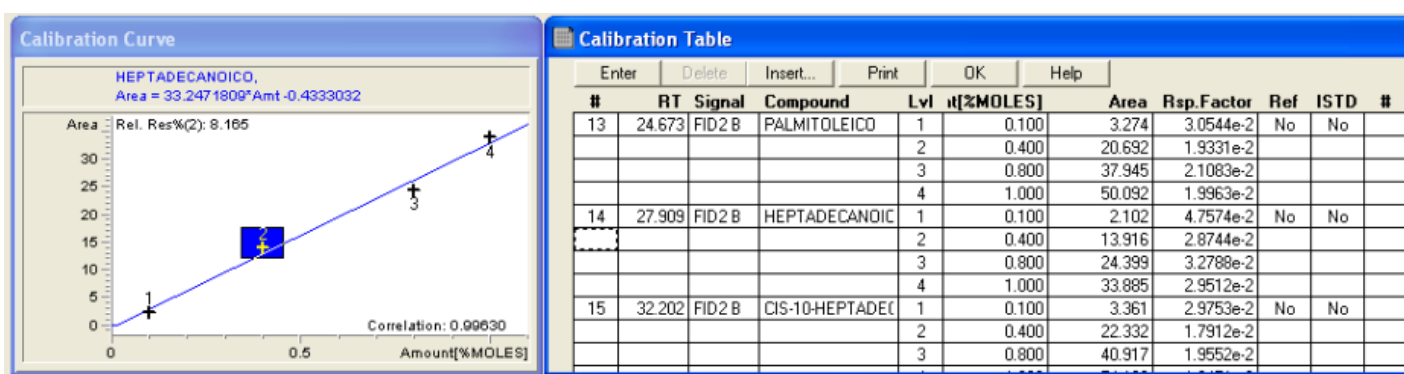 Calibration Curve
HEPTADECANOICO,
Area = 33.2471809*Amt -0.4333032
Area
Rel. Res%(2): 8.165
30
25
20
15
10
5
0
1
2
3
4
Correlation: 0.99630
0 0.5 Amount[%MOLES]
Calibration Table
Enter Delete Insert... Print OK Help
# RT Signal Compound Lvl ıt[%MOLES] Area Rsp.Factor Ref ISTD #
13 24.673 FID2 B PALMITOLEICO 1 0.100 3.274 3.0544e-2 No No
2 0.400 20.692 1.9331e-2
3 0.800 37.945 2.1083e-2
4 1.000 50.092 1.9963e-2
14 27.909 FID2 B HEPTADECANOIC 1 0.100 2.102 4.7574e-2 No No
2 0.400 13.916 2.8744e-2
3 0.800 24.399 3.2788e-2
4 1.000 33.885 2.9512e-2
15 32.202 FID2 B CIS-10-HEPTADE( 1 0.100 3.361 2.9753e-2 No No
2 0.400 22.332 1.7912e-2
3 0.800 40.917 1.9552e-2